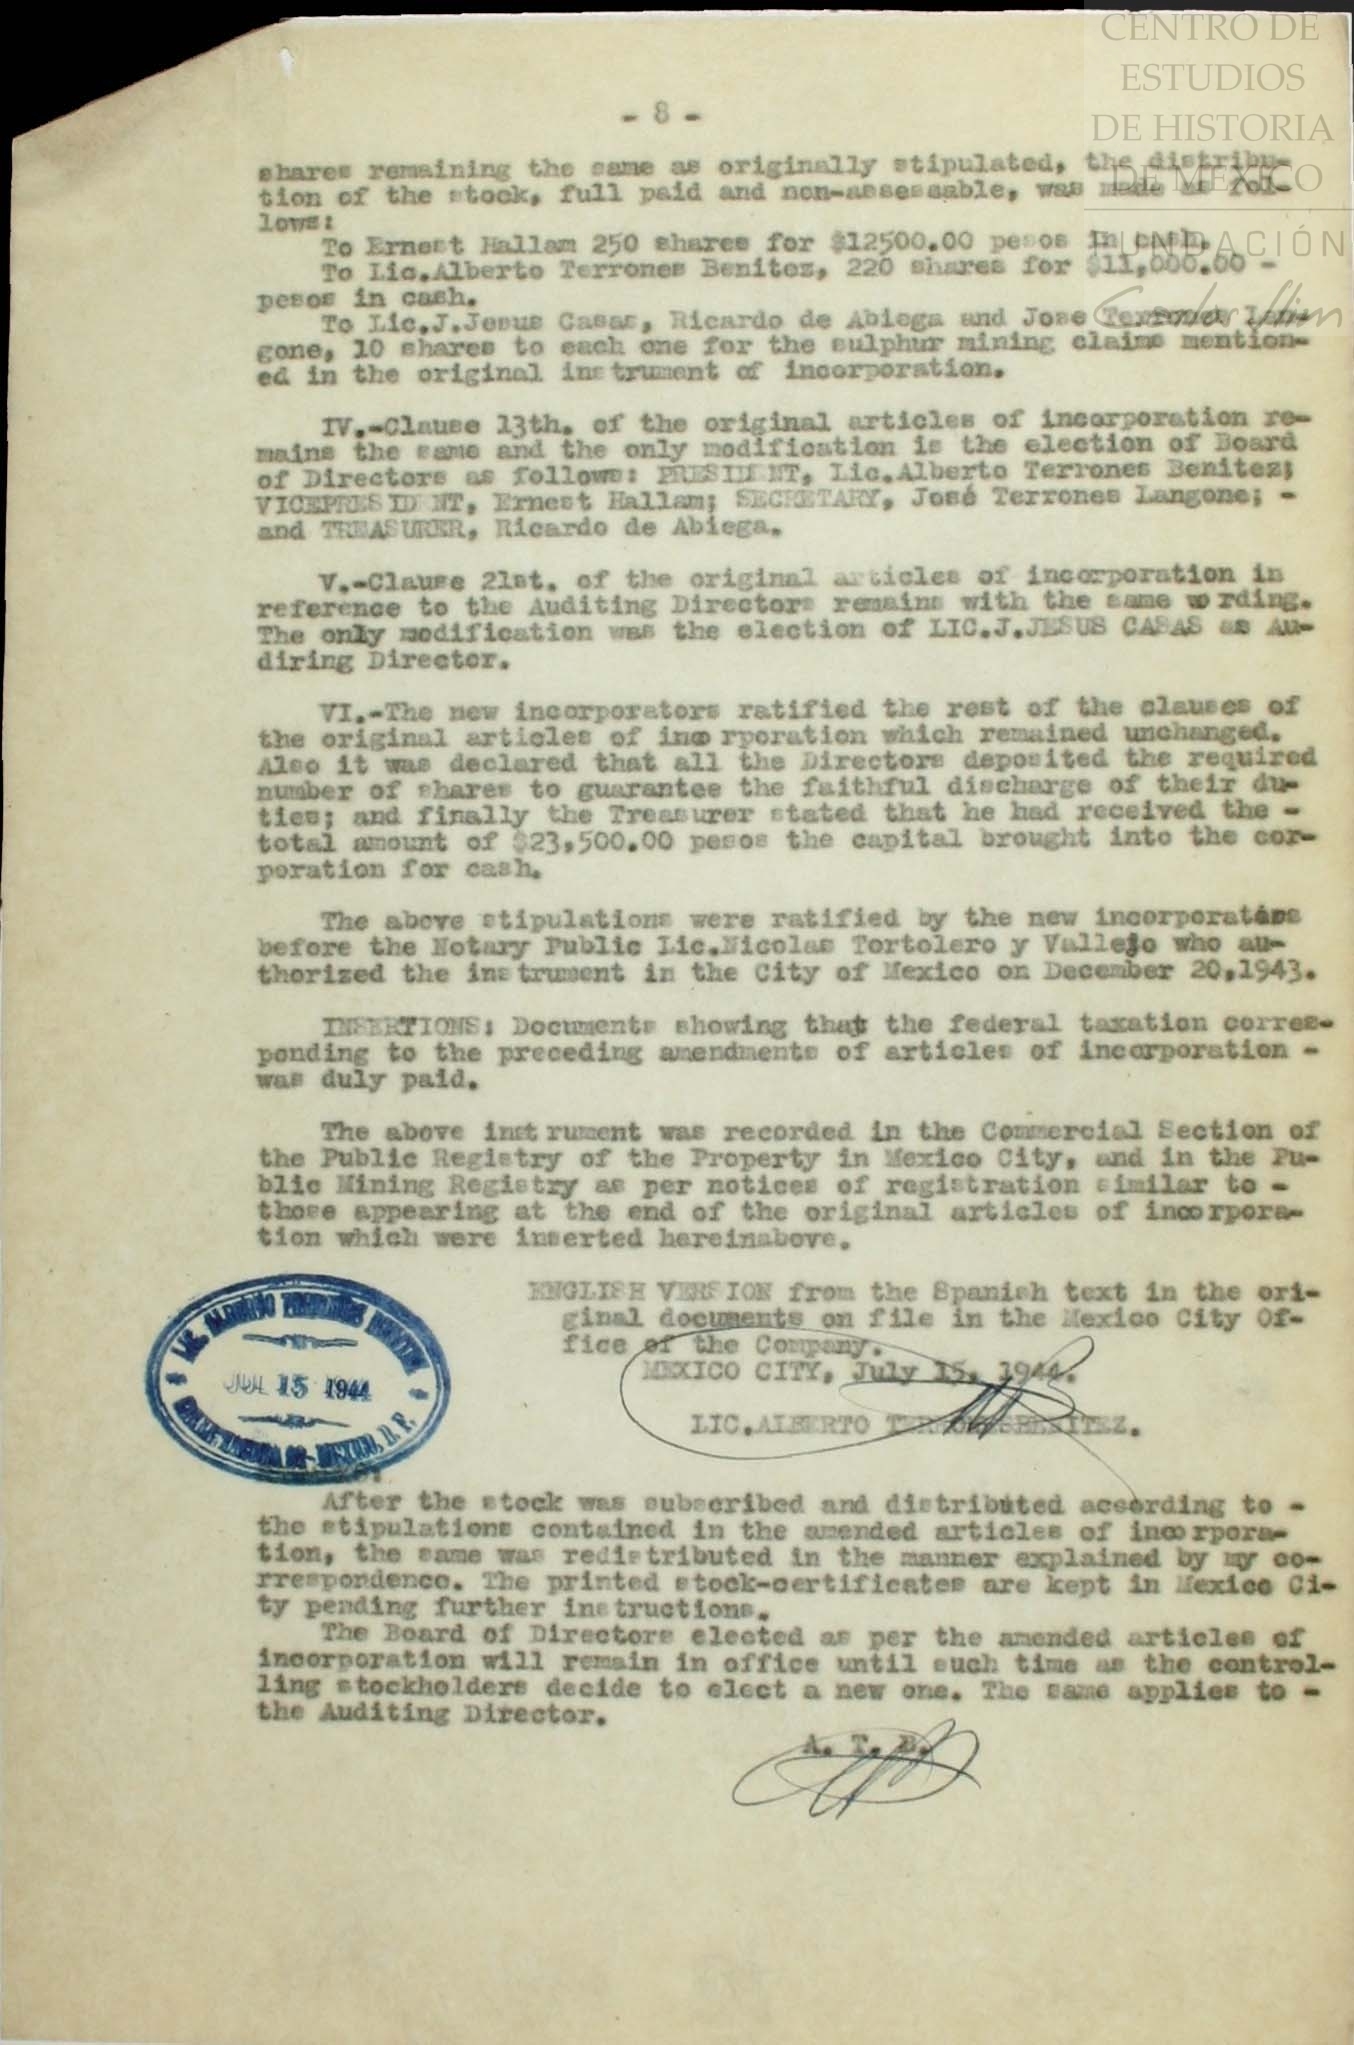 CENTRO DE
ESTUDIOS
DE HISTORIA
DE MÉXICO
FUNDACIÓN
- 8 -
shares remaining the same as originally stipulated, the distribu-
tion of the stock, full paid and non-assessable, was made as fol-
lows:
To Ernest Hallam 250 shares for $12500.00 pesos in cash.
To Lic.Alberto Terrones Benitez, 220 shares for $11,000.00 -
pesos in cash.
To Lic.J.Jesus Casas, Ricardo de Abiega and Jose Terrones Lan-
gone, 10 shares to each one for the sulphur mining claims mention-
ed in the original instrument of incorporation.
IV.-Clause 13th. of the original articles of incorporation re-
mains the same and the only modification is the election of Board
of Directors as follows: PRESIDENT, Lic.Alberto Terrones Benitez;
VICEPRESIDENT, Ernest Hallam; SECRETARY, José Terrones Langone; -
and TREASURER, Ricardo de Abiega.
V.-Clause 21st. of the original articles of incorporation in
reference to the Auditing Directors remains with the same wording.
The only modification was the election of LIC.J.JESUS CASAS as Au-
diring Director.
VI.-The new incorporators ratified the rest of the clauses of
the original articles of incorporation which remained unchanged.
Also it was declared that all the Directors deposited the required
number of shares to guarantee the faithful discharge of their du-
ties; and finally the Treasurer stated that he had received the -
total amount of $23,500.00 pesos the capital brought into the cor-
poration for cash.
The above stipulations were ratified by the new incorporators
before the Notary Public Lic.Nicolas Tortolero y Vallejo who au-
thorized the instrument in the City of Mexico on December 20,1943.
INSERTIONS: Documents showing that the federal taxation corres-
ponding to the preceding amendments of articles of incorporation -
was duly paid.
The above instrument was recorded in the Commercial Section of
the Public Registry of the Property in Mexico City, and in the Pu-
blic Mining Registry as per notices of registration similar to -
those appearing at the end of the original articles of incorpora-
tion which were inserted hereinabove.
ENGLISH VERSION from the Spanish text in the ori-
ginal documents on file in the Mexico City Of-
fice of the Company.
MEXICO CITY, July 15, 1944.
LIC.ALBERTO TERRONESBENITEZ.
LIC. ALBERTO TERRONES BENITEZ
JUL 15 1944
MEXICO, D. F.
After the stock was subscribed and distributed according to -
the stipulations contained in the amended articles of incorpora-
tion, the same was redistributed in the manner explained by my co-
rrespondence. The printed stock-certificates are kept in Mexico Ci-
ty pending further instructions.
The Board of Directors elected as per the amended articles of
incorporation will remain in office until such time as the control-
ling stockholders decide to elect a new one. The same applies to -
the Auditing Director.
A. T. B.